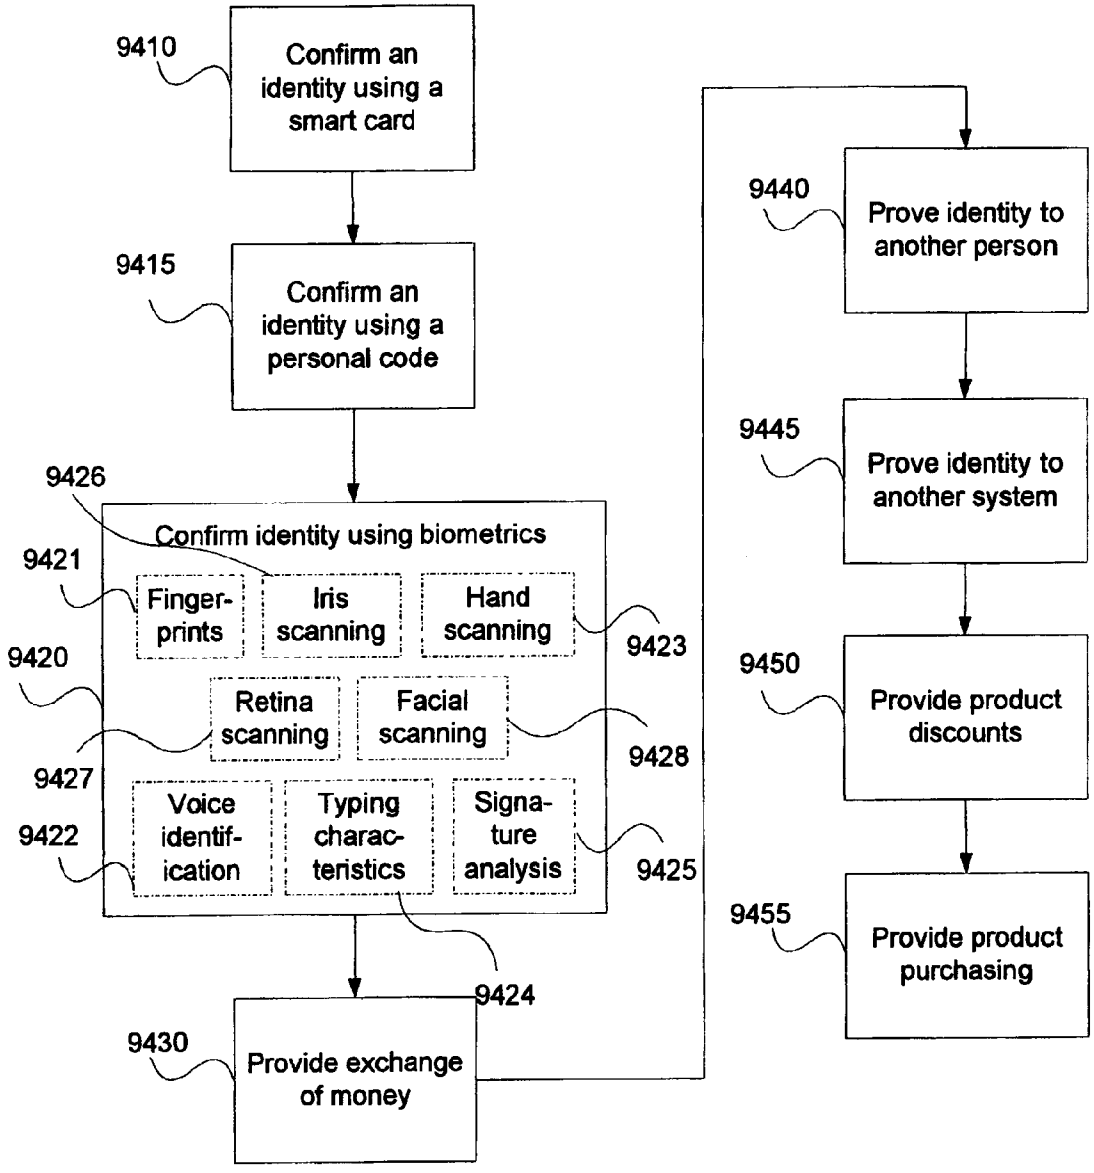 9410
Confirm an
identity using a
smart card
9415
Confirm an
identity using a
personal code
9426
Confirm identity using biometrics
9421
Finger-
prints
Iris
scanning
Hand
scanning
9423
9420
Retina
scanning
Facial
scanning
9428
9427
Voice
identif-
ication
Typing
charac-
teristics
Signa-
ture
analysis
9422
9425
9424
9430
Provide exchange
of money
9440
Prove identity to
another person
9445
Prove identity to
another system
9450
Provide product
discounts
9455
Provide product
purchasing